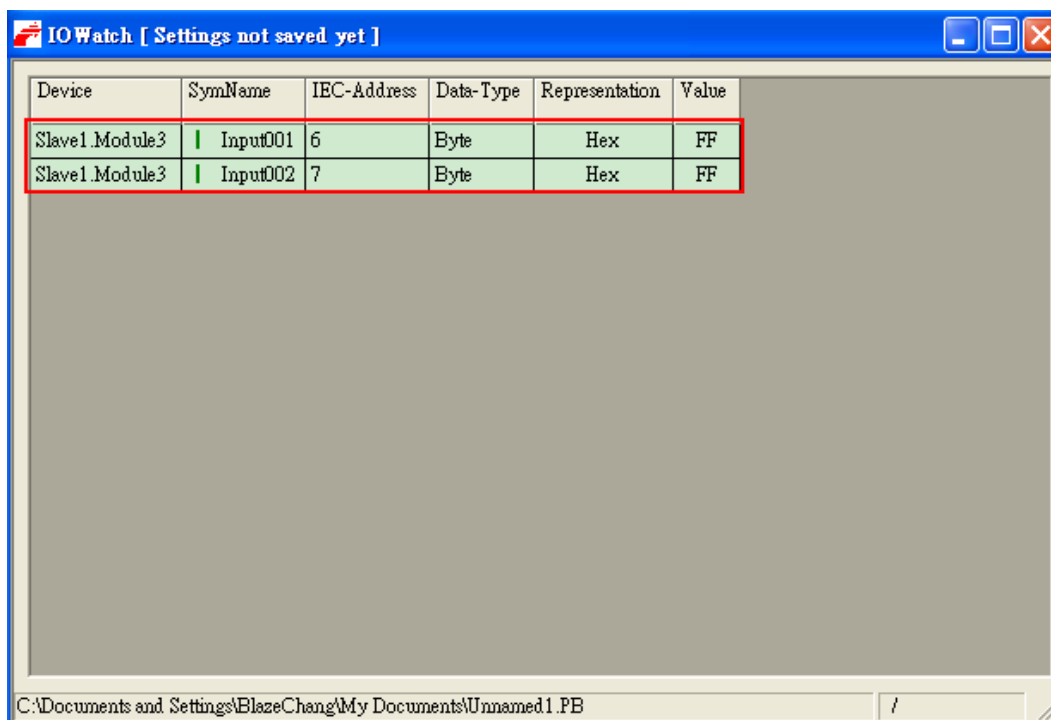 IOWatch [ Settings not saved yet ]
Device SymName IEC-Address Data-Type Representation Value
Slave1.Module3 Input001 6 Byte Hex FF
Slave1.Module3 Input002 7 Byte Hex FF
C:\Documents and Settings\BlazeChang\My Documents\Unnamed1.PB /